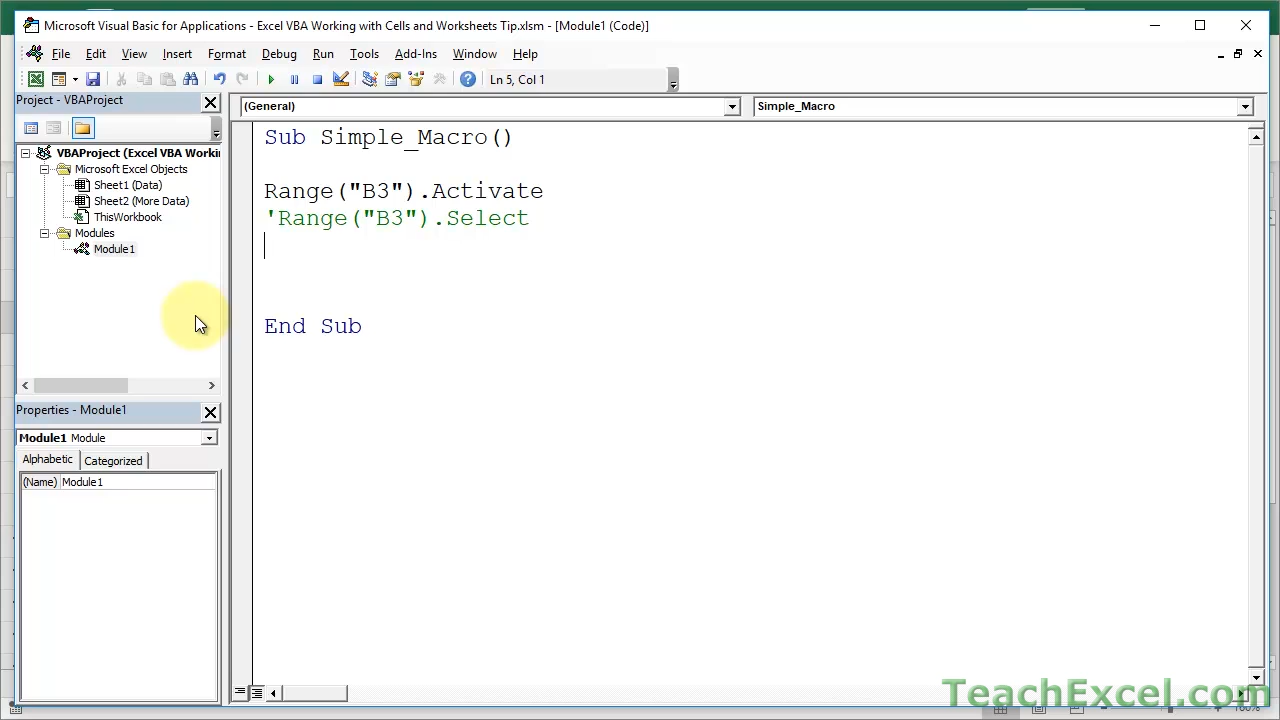 Microsoft Visual Basic for Applications - Excel VBA Working with Cells and Worksheets Tip.xlsm - [Module1 (Code)]
File Edit View Insert Format Debug Run Tools Add-Ins Window Help
Ln 5, Col 1
Project - VBAProject
(General)
Simple_Macro
VBAProject (Excel VBA Worki
Microsoft Excel Objects
Sheet1 (Data)
Sheet2 (More Data)
ThisWorkbook
Modules
Module1
Sub Simple_Macro()
Range("B3").Activate
'Range("B3").Select
End Sub
Properties - Module1
Module1 Module
Alphabetic Categorized
(Name) Module1
TeachExcel.com
100%